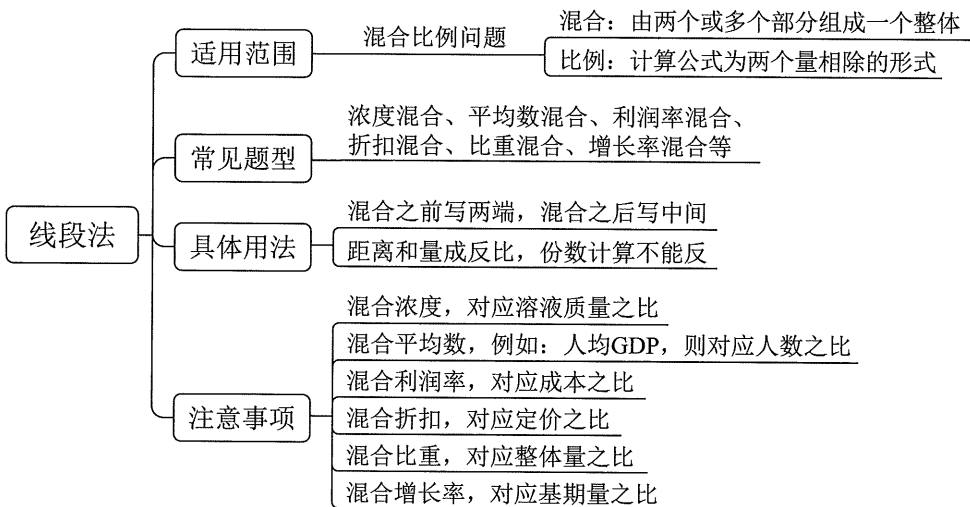 线段法
适用范围
混合比例问题
混合：由两个或多个部分组成一个整体
比例：计算公式为两个量相除的形式
常见题型
浓度混合、平均数混合、利润率混合、
折扣混合、比重混合、增长率混合等
具体用法
混合之前写两端，混合之后写中间
距离和量成反比，份数计算不能反
注意事项
混合浓度，对应溶液质量之比
混合平均数，例如：人均GDP，则对应人数之比
混合利润率，对应成本之比
混合折扣，对应定价之比
混合比重，对应整体量之比
混合增长率，对应基期量之比